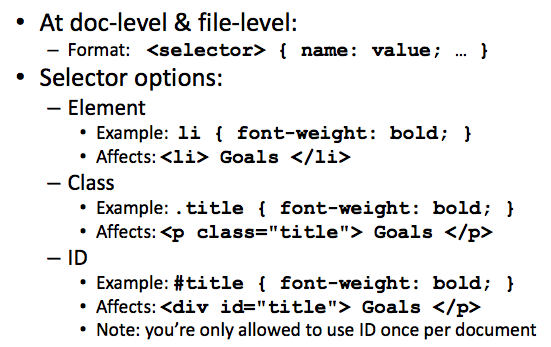 • At doc-level & file-level:
– Format: <selector> { name: value; … }
• Selector options:
– Element
• Example: li { font-weight: bold; }
• Affects: <li> Goals </li>
– Class
• Example: .title { font-weight: bold; }
• Affects: <p class="title"> Goals </p>
– ID
• Example: #title { font-weight: bold; }
• Affects: <div id="title"> Goals </p>
• Note: you’re only allowed to use ID once per document